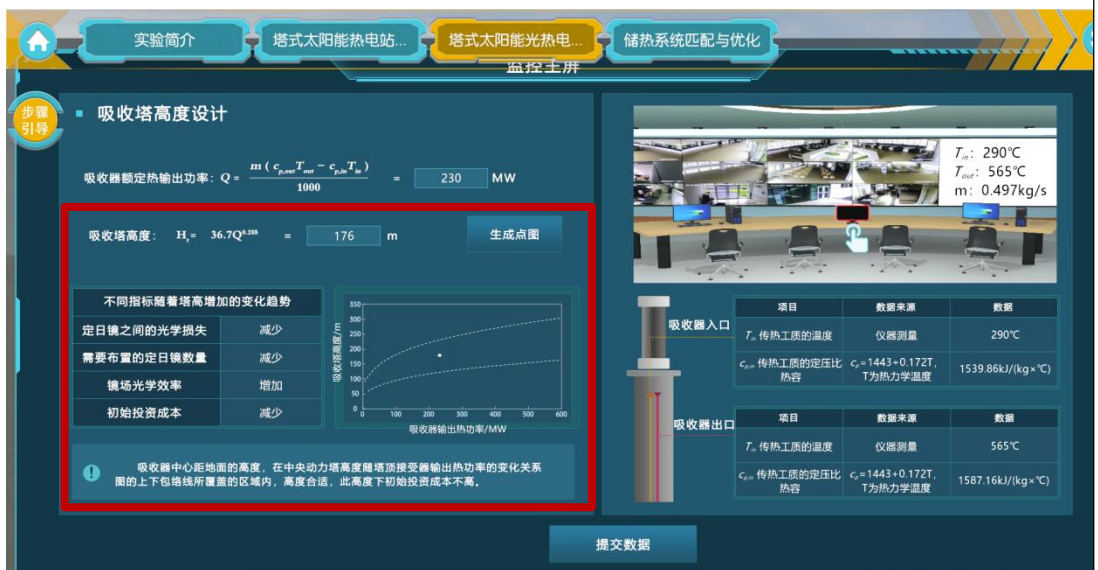 实验简介
塔式太阳能热电站...
塔式太阳能光热电...
储热系统匹配与优化
监控主屏
步骤
引导
吸收塔高度设计
吸收器额定热输出功率：Q = m ( c_{p,out}T_{out} − c_{p,in}T_{in} ) / 1000 = 230 MW
吸收塔高度： H_t= 36.7Q^{0.288} = 176 m
生成点图
不同指标随着塔高增加的变化趋势
定日镜之间的光学损失 减少
需要布置的定日镜数量 减少
镜场光学效率 增加
初始投资成本 减少
吸收塔高度/m
350
300
250
200
150
100
50
0
0 100 200 300 400 500 600
吸收器输出热功率/MW
吸收器中心距地面的高度，在中央动力塔高度随塔顶接受器输出热功率的变化关系
图的上下包络线所覆盖的区域内，高度合适，此高度下初始投资成本不高。
T_{in}: 290℃
T_{out}: 565℃
m: 0.497kg/s
吸收器入口
项目 数据来源 数据
T_{in} 传热工质的温度 仪器测量 290℃
c_{p,in} 传热工质的定压比热容 c_p=1443+0.172T，T为热力学温度 1539.86kJ/(kg×℃)
吸收器出口
项目 数据来源 数据
T_{in} 传热工质的温度 仪器测量 565℃
c_{p,in} 传热工质的定压比热容 c_p=1443+0.172T，T为热力学温度 1587.16kJ/(kg×℃)
提交数据